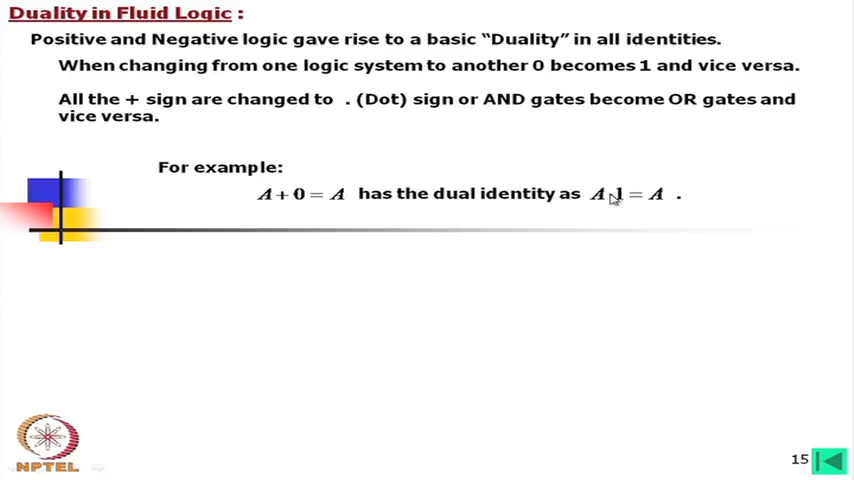 Duality in Fluid Logic :
Positive and Negative logic gave rise to a basic “Duality” in all identities.
When changing from one logic system to another 0 becomes 1 and vice versa.
All the + sign are changed to . (Dot) sign or AND gates become OR gates and
vice versa.
For example:
A + 0 = A has the dual identity as A.1 = A .
NPTEL
15